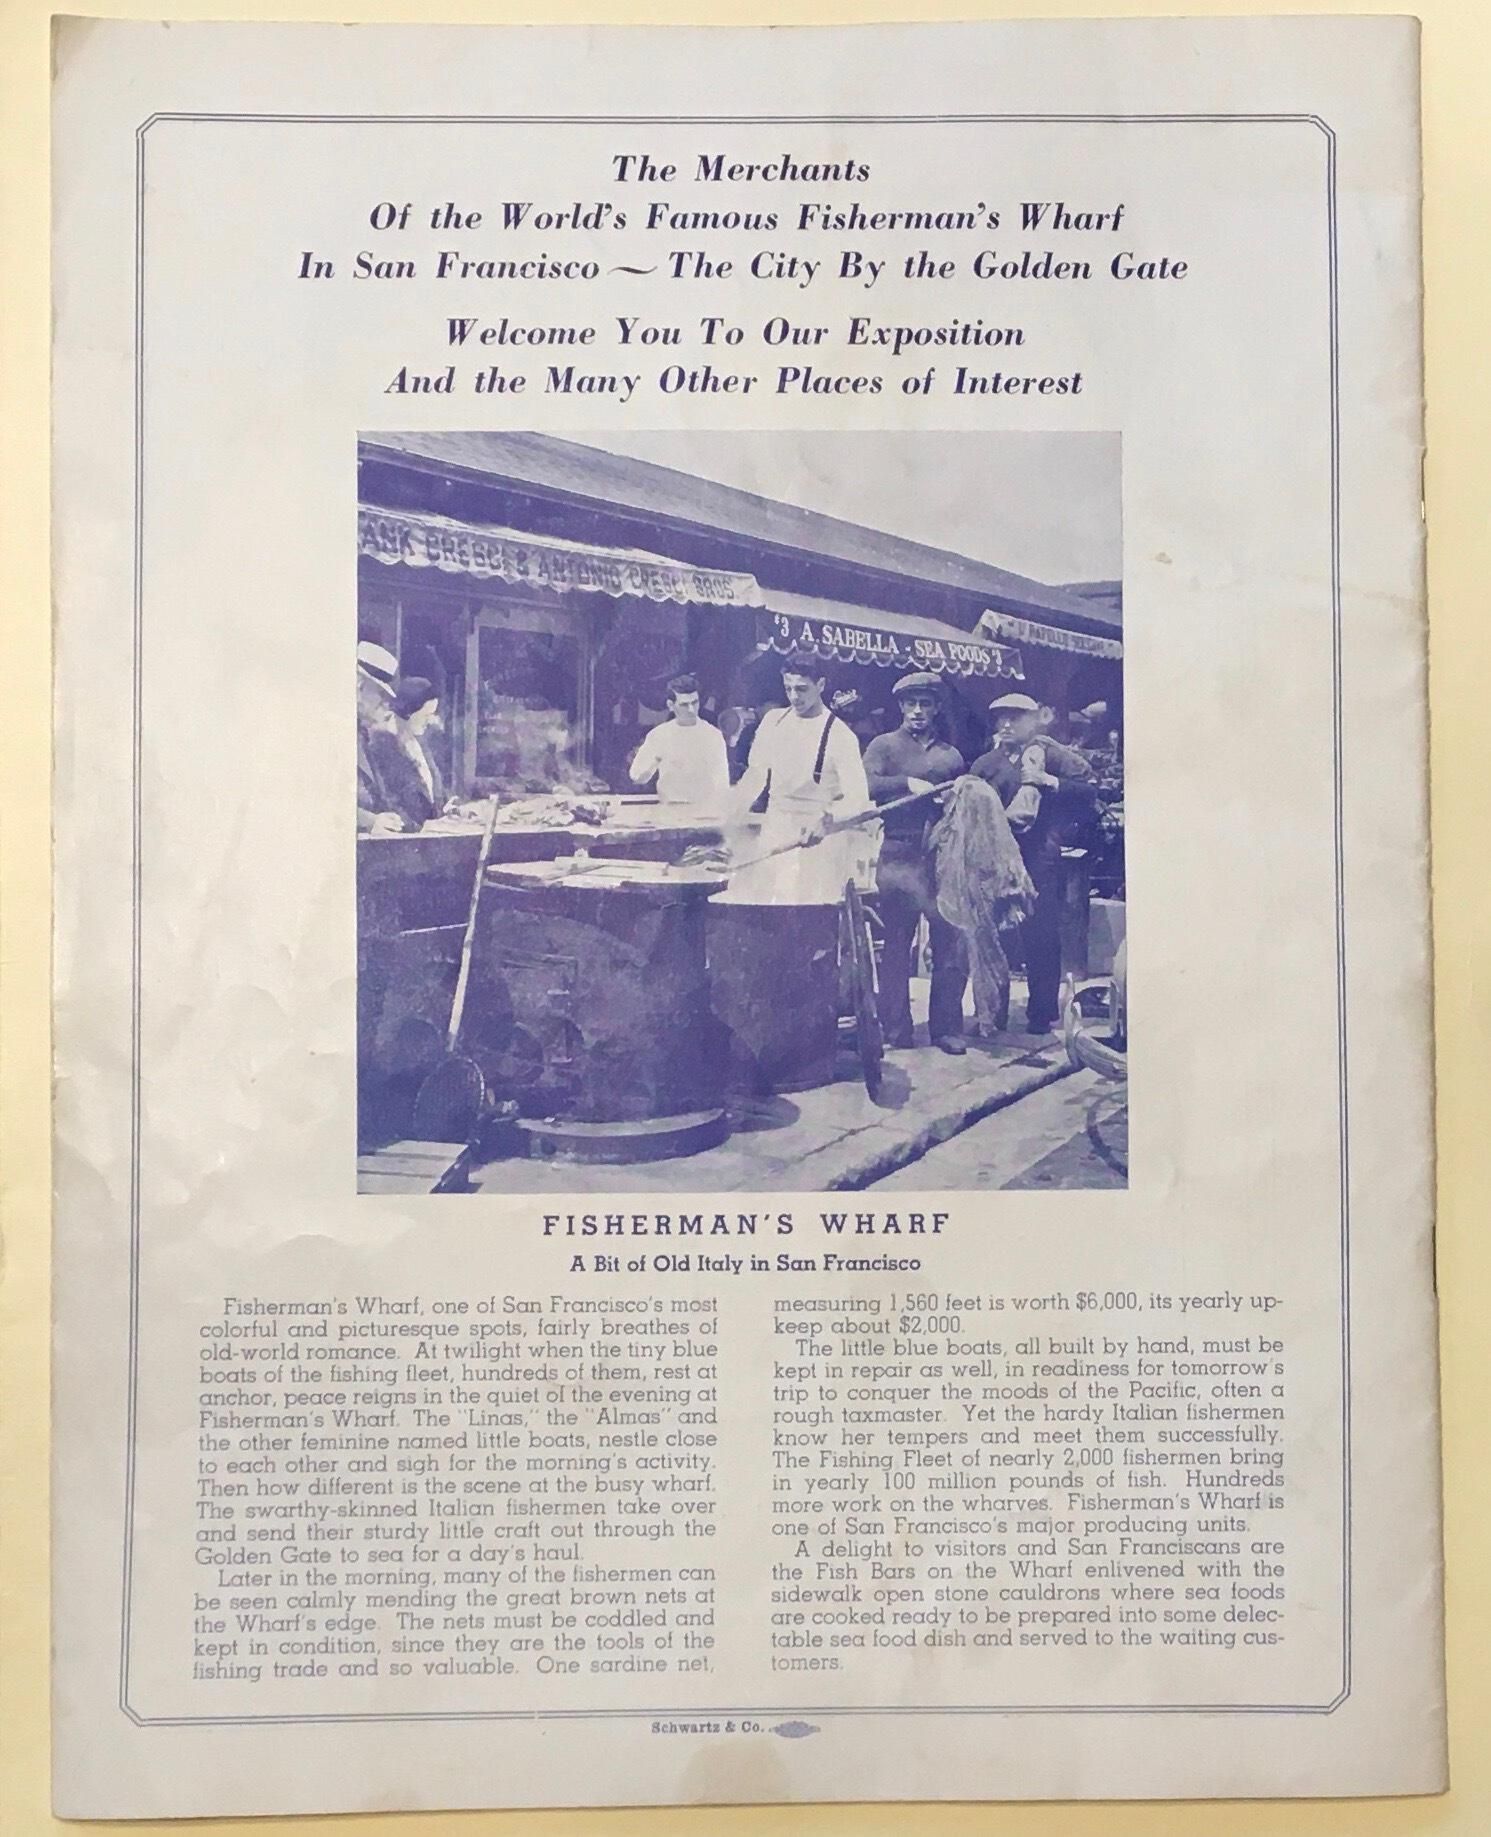 The Merchants
Of the World's Famous Fisherman's Wharf
In San Francisco ~ The City By the Golden Gate
Welcome You To Our Exposition
And the Many Other Places of Interest
ANK CRESCI & ANTONIO CRESCI BROS.
#3 A. SABELLA - SEA FOODS #3
FISHERMAN'S WHARF
A Bit of Old Italy in San Francisco
Fisherman's Wharf, one of San Francisco's most
colorful and picturesque spots, fairly breathes of
old-world romance. At twilight when the tiny blue
boats of the fishing fleet, hundreds of them, rest at
anchor, peace reigns in the quiet of the evening at
Fisherman's Wharf. The "Linas," the "Almas" and
the other feminine named little boats, nestle close
to each other and sigh for the morning's activity.
Then how different is the scene at the busy wharf.
The swarthy-skinned Italian fishermen take over
and send their sturdy little craft out through the
Golden Gate to sea for a day's haul.
Later in the morning, many of the fishermen can
be seen calmly mending the great brown nets at
the Wharf's edge. The nets must be coddled and
kept in condition, since they are the tools of the
fishing trade and so valuable. One sardine net,
measuring 1,560 feet is worth $6,000, its yearly up-
keep about $2,000.
The little blue boats, all built by hand, must be
kept in repair as well, in readiness for tomorrow's
trip to conquer the moods of the Pacific, often a
rough taxmaster. Yet the hardy Italian fishermen
know her tempers and meet them successfully.
The Fishing Fleet of nearly 2,000 fishermen bring
in yearly 100 million pounds of fish. Hundreds
more work on the wharves. Fisherman's Wharf is
one of San Francisco's major producing units.
A delight to visitors and San Franciscans are
the Fish Bars on the Wharf enlivened with the
sidewalk open stone cauldrons where sea foods
are cooked ready to be prepared into some delec-
table sea food dish and served to the waiting cus-
tomers.
Schwartz & Co.